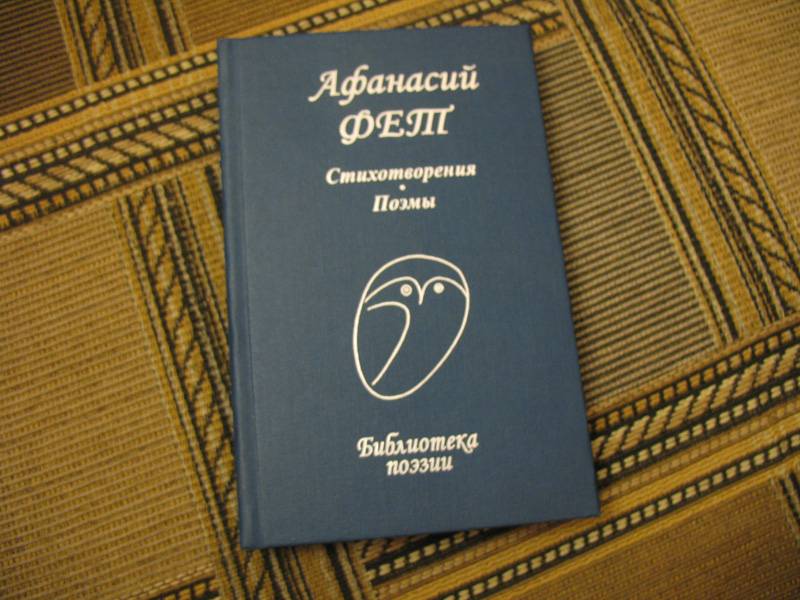 Афанасий
ФЕТ
Стихотворения
•
Поэмы
Библиотека
поэзии